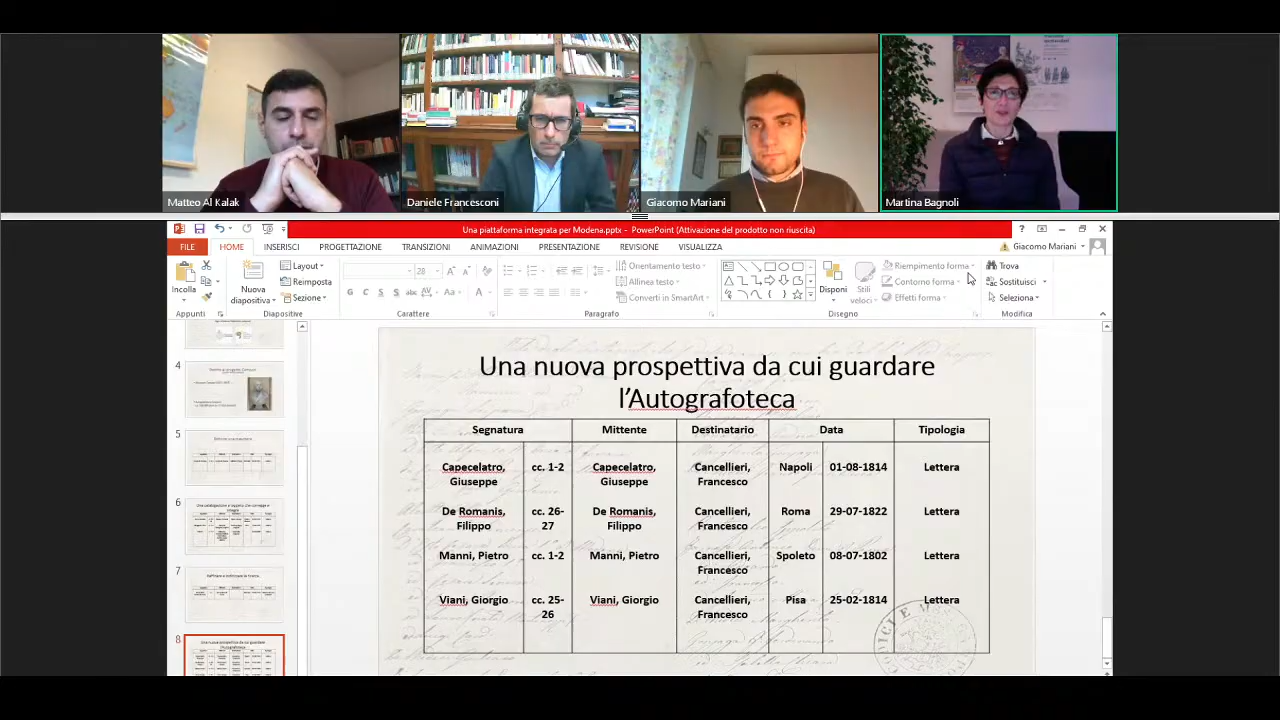 Matteo Al Kalak
Daniele Francesconi
Giacomo Mariani
Martina Bagnoli
Una piattaforma integrata per Modena.pptx - PowerPoint (Attivazione del prodotto non riuscita)
FILE HOME INSERISCI PROGETTAZIONE TRANSIZIONI ANIMAZIONI PRESENTAZIONE REVISIONE VISUALIZZA Giacomo Mariani
Incolla
Nuova diapositiva
Layout
Reimposta
Sezione
28
Orientamento testo
Allinea testo
Converti in SmartArt
Disponi
Stili veloci
Riempimento forma
Contorno forma
Effetti forma
Trova
Sostituisci
Seleziona
Appunti Diapositive Carattere Paragrafo Disegno Modifica
4
5
6
7
8
Una nuova prospettiva da cui guardare
l’Autografoteca
Segnatura Mittente Destinatario Data Tipologia
Capecelatro, Giuseppe cc. 1-2 Capecelatro, Giuseppe Cancellieri, Francesco Napoli 01-08-1814 Lettera
De Romanis, Filippo cc. 26-27 De Romanis, Filippo Cancellieri, Francesco Roma 29-07-1822 Lettera
Manni, Pietro cc. 1-2 Manni, Pietro Cancellieri, Francesco Spoleto 08-07-1802 Lettera
Viani, Giorgio cc. 25-26 Viani, Giorgio Cancellieri, Francesco Pisa 25-02-1814 Lettera